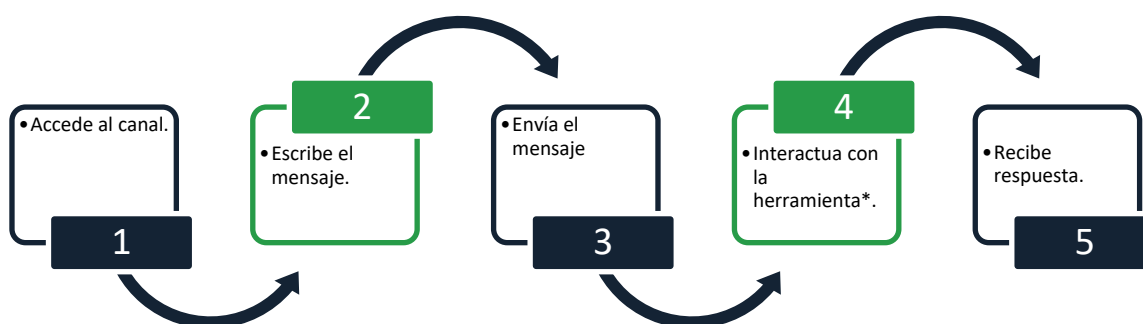 •Accede al canal.
1
2
•Escribe el
mensaje.
•Envía el
mensaje
3
4
•Interactua con
la
herramienta*.
•Recibe
respuesta.
5